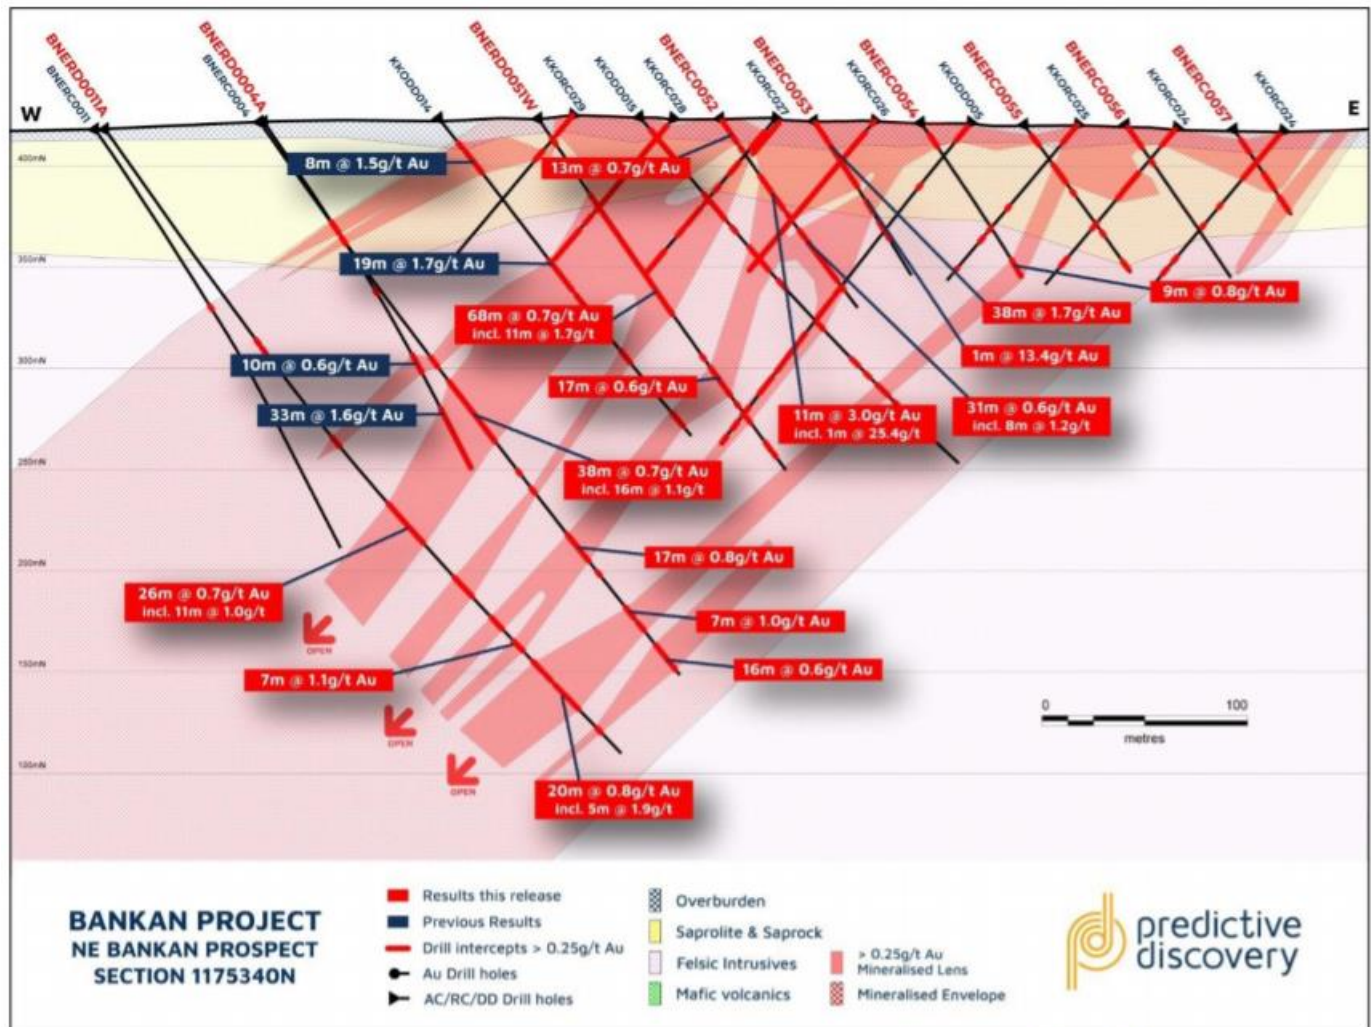 W
E
BNERD0011A
BNERC0011
BNERD0004A
BNERC0004
KKODD014
BNERD0051W
KKORC029
KKODD015
KKORC028
BNERC0052
KKORC027
BNERC0053
KKORC026
BNERC0054
KKODD005
BNERC0055
KKORC025
BNERC0056
KKORC024
BNERC0057
KKORC024
400mN
350mN
300mN
250mN
200mN
150mN
100mN
8m @ 1.5g/t Au
13m @ 0.7g/t Au
19m @ 1.7g/t Au
68m @ 0.7g/t Au
incl. 11m @ 1.7g/t
9m @ 0.8g/t Au
38m @ 1.7g/t Au
1m @ 13.4g/t Au
10m @ 0.6g/t Au
17m @ 0.6g/t Au
33m @ 1.6g/t Au
11m @ 3.0g/t Au
incl. 1m @ 25.4g/t
31m @ 0.6g/t Au
incl. 8m @ 1.2g/t
38m @ 0.7g/t Au
incl. 16m @ 1.1g/t
17m @ 0.8g/t Au
26m @ 0.7g/t Au
incl. 11m @ 1.0g/t
7m @ 1.0g/t Au
OPEN
16m @ 0.6g/t Au
7m @ 1.1g/t Au
OPEN
OPEN
20m @ 0.8g/t Au
incl. 5m @ 1.9g/t
0 100
metres
BANKAN PROJECT
NE BANKAN PROSPECT
SECTION 1175340N
Results this release
Previous Results
Drill intercepts > 0.25g/t Au
Au Drill holes
AC/RC/DD Drill holes
Overburden
Saprolite & Saprock
Felsic Intrusives
Mafic volcanics
> 0.25g/t Au
Mineralised Lens
Mineralised Envelope
predictive
discovery